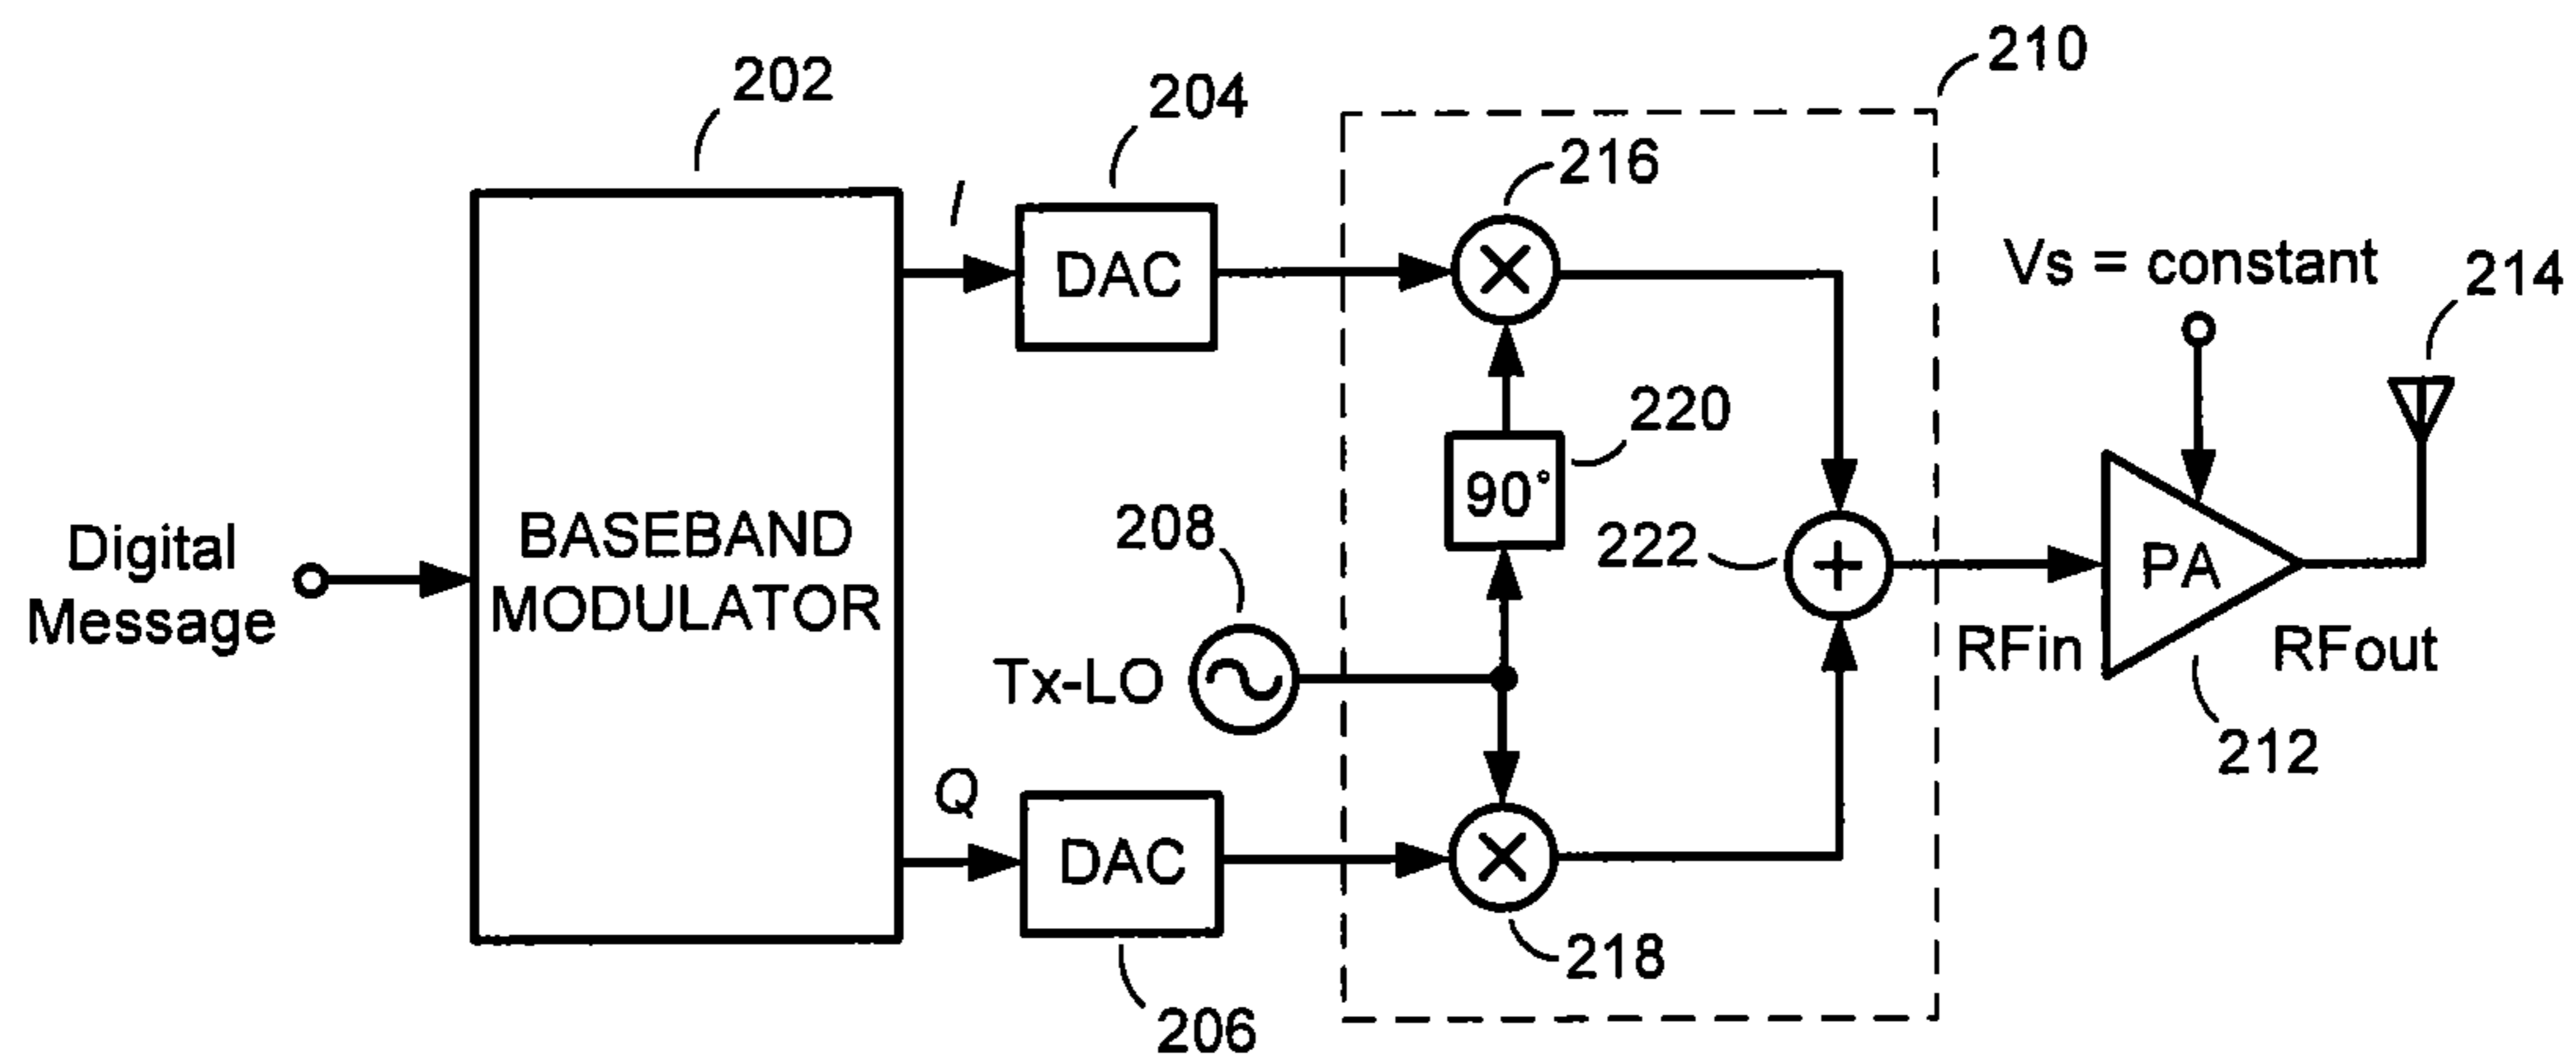 210
202
204
216
I
DAC
Vs = constant
214
220
90°
208
222
Digital
Message
BASEBAND
MODULATOR
PA
Tx-LO
RFin
RFout
212
Q
DAC
218
206